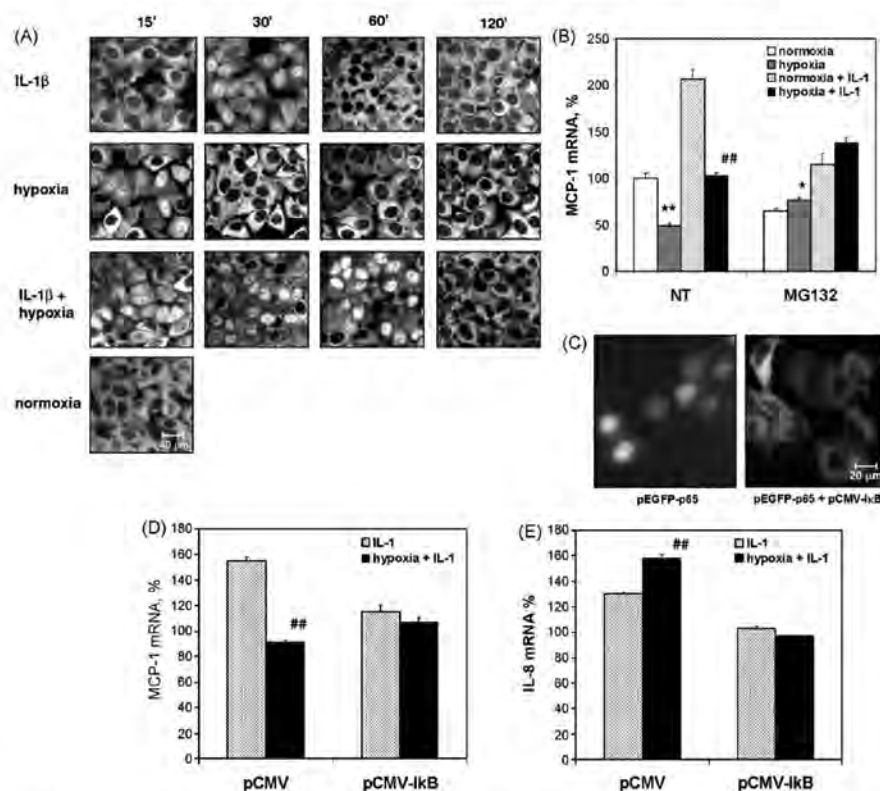 15' 30' 60' 120'
(A)
IL-1β
hypoxia
IL-1β +
hypoxia
normoxia
40 µm
(B)
MCP-1 mRNA, %
250
200
150
100
50
0
normoxia
hypoxia
normoxia + IL-1
hypoxia + IL-1
**
##
*
NT MG132
(C)
20 µm
pEGFP-p65 pEGFP-p65 + pCMV-IκB
(D)
MCP-1 mRNA, %
180
160
140
120
100
80
60
40
20
0
IL-1
hypoxia + IL-1
##
pCMV pCMV-IkB
(E)
IL-8 mRNA %
180
160
140
120
100
80
60
40
20
0
##
IL-1
hypoxia + IL-1
pCMV pCMV-IkB